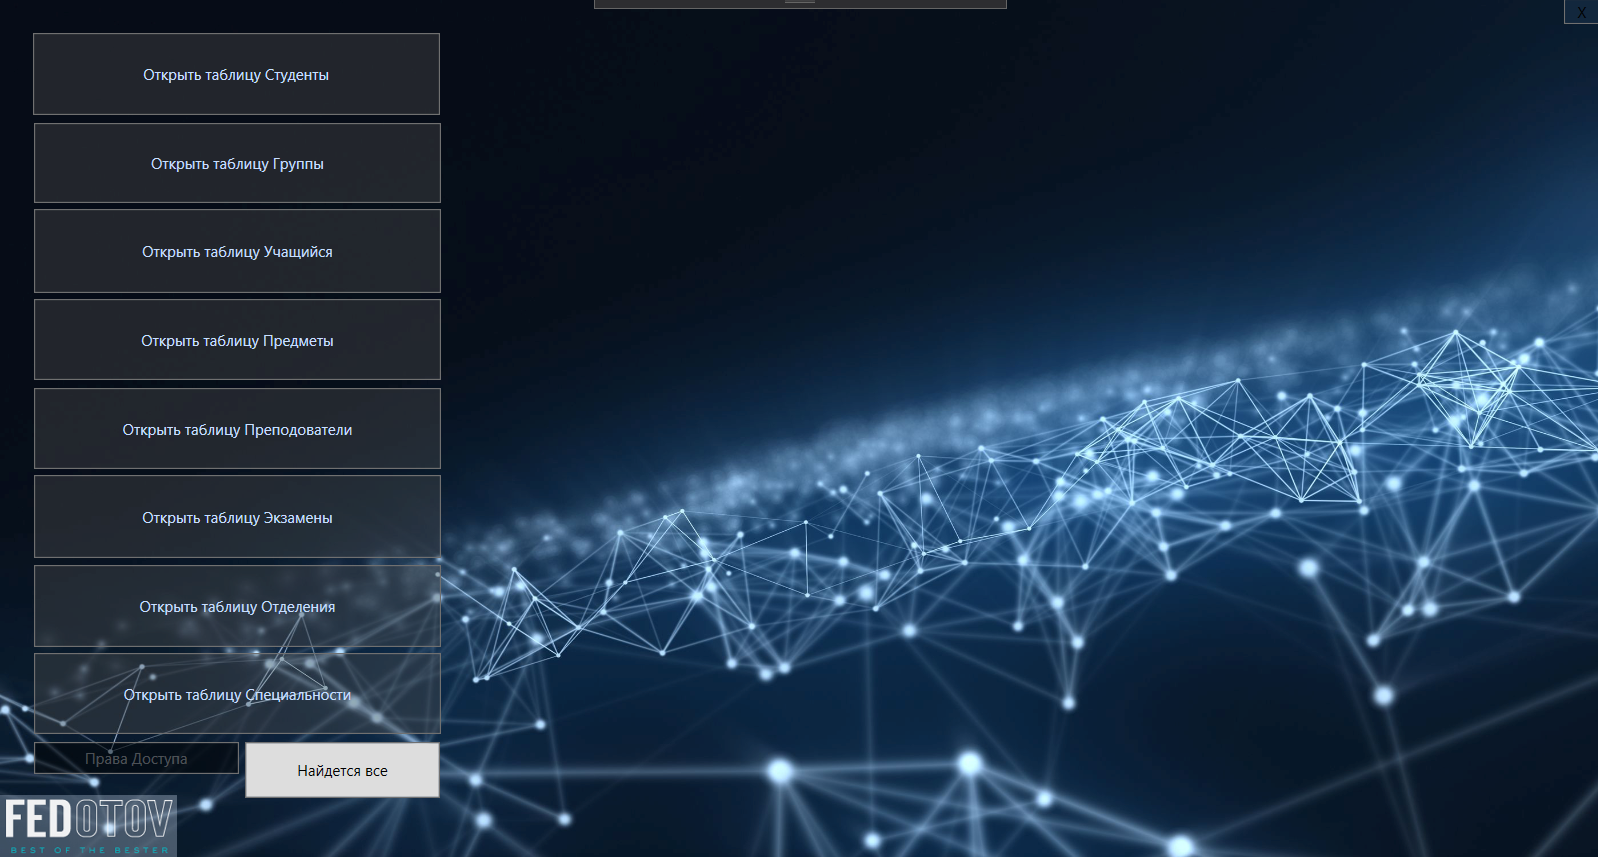 X
Открыть таблицу Студенты
Открыть таблицу Группы
Открыть таблицу Учащийся
Открыть таблицу Предметы
Открыть таблицу Преподователи
Открыть таблицу Экзамены
Открыть таблицу Отделения
Открыть таблицу Специальности
Права Доступа
Найдется все
FEDOTOV
BEST OF THE BESTER